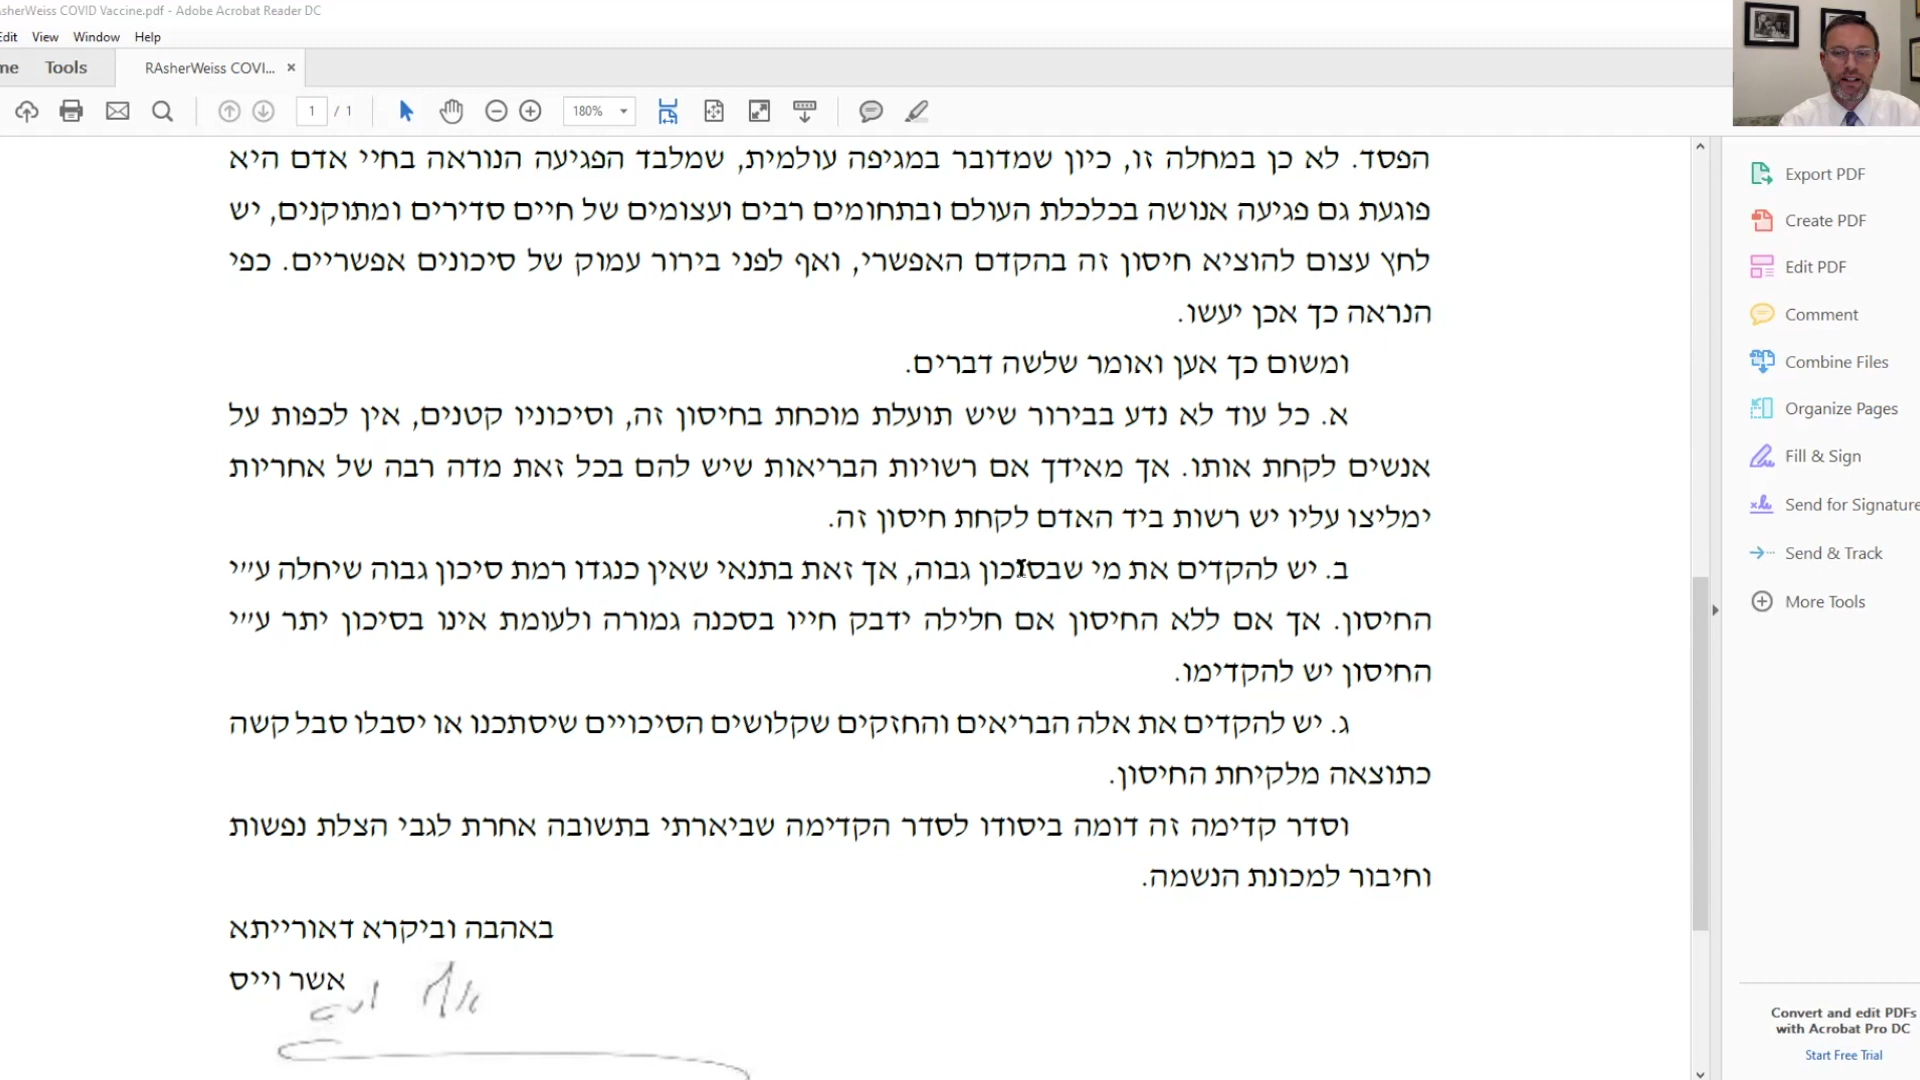 AsherWeiss COVID Vaccine.pdf - Adobe Acrobat Reader DC
Edit View Window Help
me Tools RAsherWeiss COVI... ×
1 / 1 180%
הפסד. לא כן במחלה זו, כיון שמדובר במגיפה עולמית, שמלבד הפגיעה הנוראה בחיי אדם היא
פוגעת גם פגיעה אנושה בכלכלת העולם ובתחומים רבים ועצומים של חיים סדירים ומתוקנים, יש
לחץ עצום להוציא חיסון זה בהקדם האפשרי, ואף לפני בירור עמוק של סיכונים אפשריים. כפי
הנראה כך אכן יעשו.
ומשום כך אען ואומר שלשה דברים.
א. כל עוד לא נדע בבירור שיש תועלת מוכחת בחיסון זה, וסיכוניו קטנים, אין לכפות על
אנשים לקחת אותו. אך מאידך אם רשויות הבריאות שיש להם בכל זאת מדה רבה של אחריות
ימליצו עליו יש רשות ביד האדם לקחת חיסון זה.
ב. יש להקדים את מי שבסיכון גבוה, אך זאת בתנאי שאין כנגדו רמת סיכון גבוה שיחלה ע״י
החיסון. אך אם ללא החיסון אם חלילה ידבק חייו בסכנה גמורה ולעומת אינו בסיכון יתר ע״י
החיסון יש להקדימו.
ג. יש להקדים את אלה הבריאים והחזקים שקלושים הסיכויים שיסתכנו או יסבלו סבל קשה
כתוצאה מלקיחת החיסון.
וסדר קדימה זה דומה ביסודו לסדר הקדימה שביארתי בתשובה אחרת לגבי הצלת נפשות
וחיבור למכונת הנשמה.
באהבה וביקרא דאורייתא
אשר וייס
Export PDF
Create PDF
Edit PDF
Comment
Combine Files
Organize Pages
Fill & Sign
Send for Signature
Send & Track
More Tools
Convert and edit PDFs
with Acrobat Pro DC
Start Free Trial